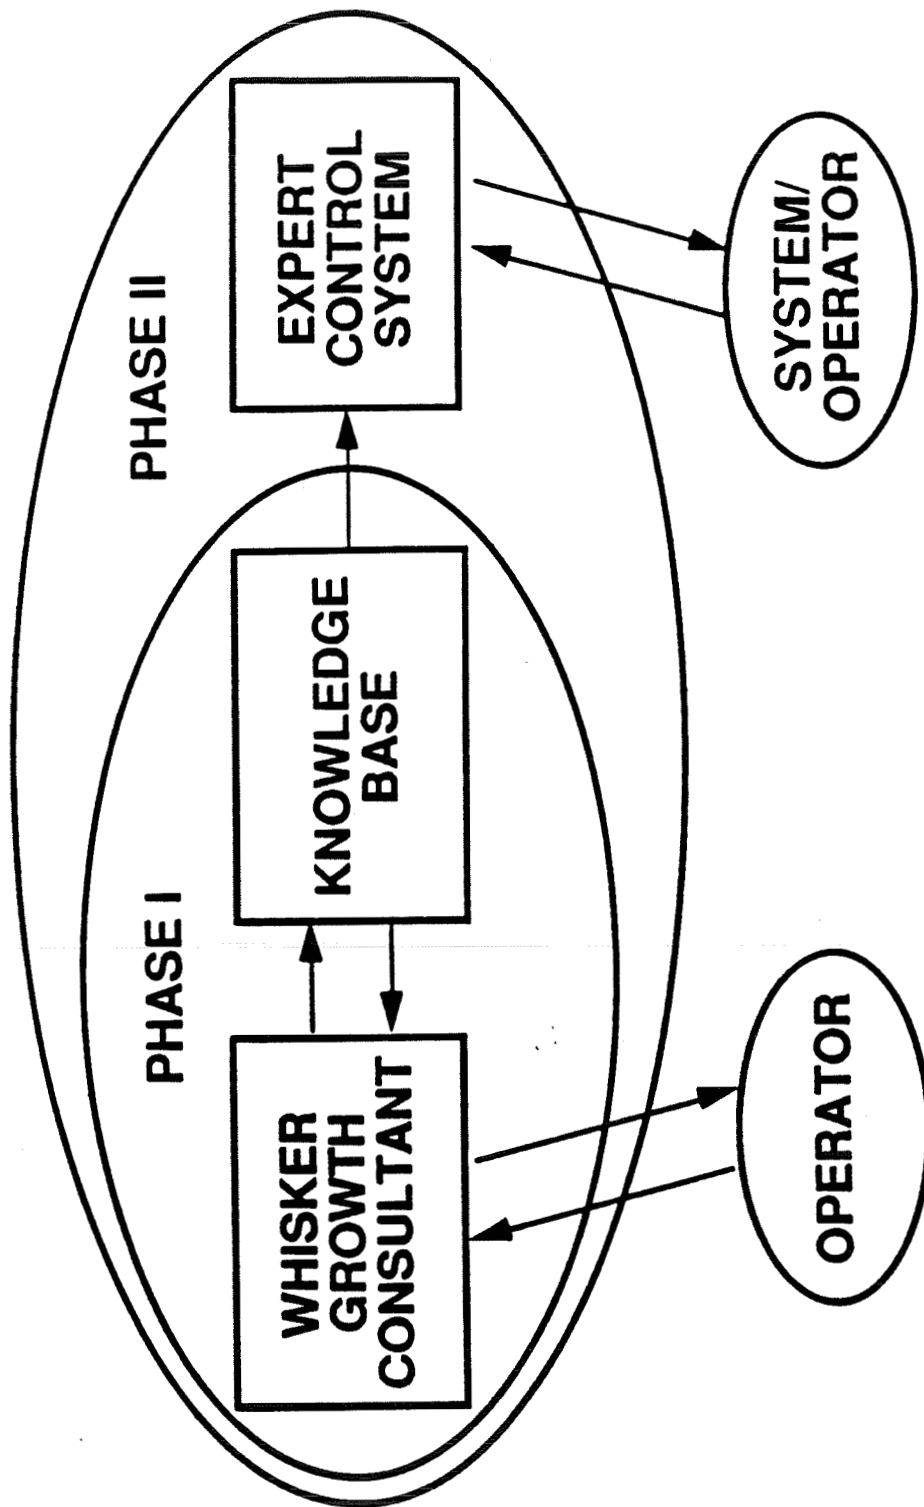 PHASE II
PHASE I
WHISKER
GROWTH
CONSULTANT
KNOWLEDGE
BASE
EXPERT
CONTROL
SYSTEM
OPERATOR
SYSTEM/
OPERATOR